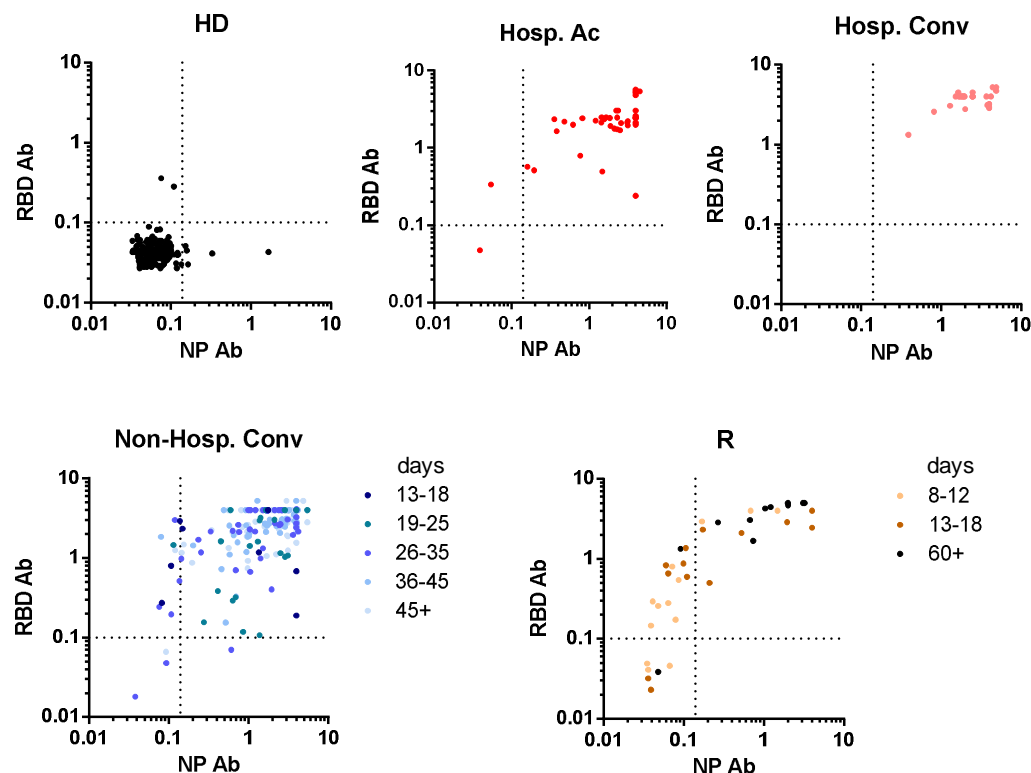 HD
10
1
0.1
0.01
RBD Ab
0.01 0.1 1 10
NP Ab
Hosp. Ac
10
1
0.1
0.01
RBD Ab
0.01 0.1 1 10
NP Ab
Hosp. Conv
10
1
0.1
0.01
RBD Ab
0.01 0.1 1 10
NP Ab
Non-Hosp. Conv
10
1
0.1
0.01
RBD Ab
0.01 0.1 1 10
NP Ab
days
13-18
19-25
26-35
36-45
45+
R
10
1
0.1
0.01
RBD Ab
0.01 0.1 1 10
NP Ab
days
8-12
13-18
60+